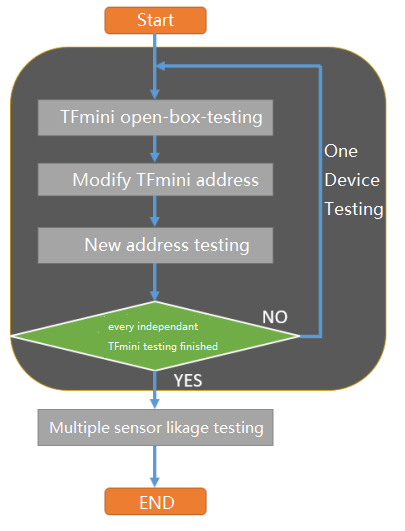 Start
TFmini open-box-testing
One
Device
Testing
Modify TFmini address
New address testing
every independant
TFmini testing finished
NO
YES
Multiple sensor likage testing
END